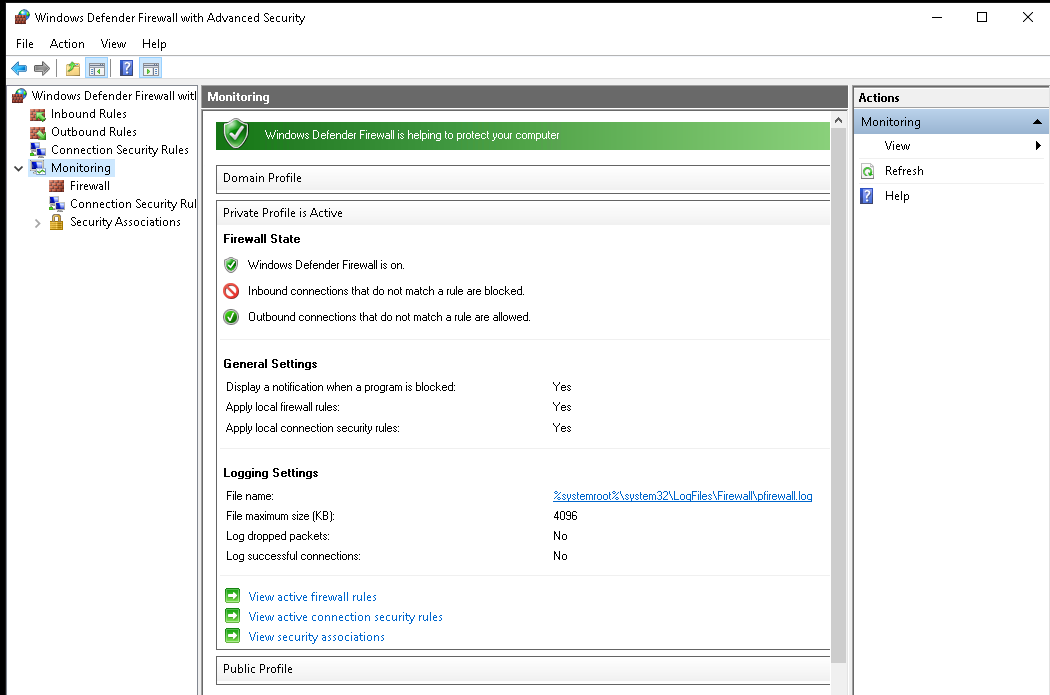 Windows Defender Firewall with Advanced Security
File Action View Help
Windows Defender Firewall with
Inbound Rules
Outbound Rules
Connection Security Rules
Monitoring
Firewall
Connection Security Rul
Security Associations
Monitoring
Windows Defender Firewall is helping to protect your computer
Domain Profile
Private Profile is Active
Firewall State
Windows Defender Firewall is on.
Inbound connections that do not match a rule are blocked.
Outbound connections that do not match a rule are allowed.
General Settings
Display a notification when a program is blocked: Yes
Apply local firewall rules: Yes
Apply local connection security rules: Yes
Logging Settings
File name: %systemroot%\system32\LogFiles\Firewall\pfirewall.log
File maximum size (KB): 4096
Log dropped packets: No
Log successful connections: No
View active firewall rules
View active connection security rules
View security associations
Public Profile
Actions
Monitoring
View
Refresh
Help